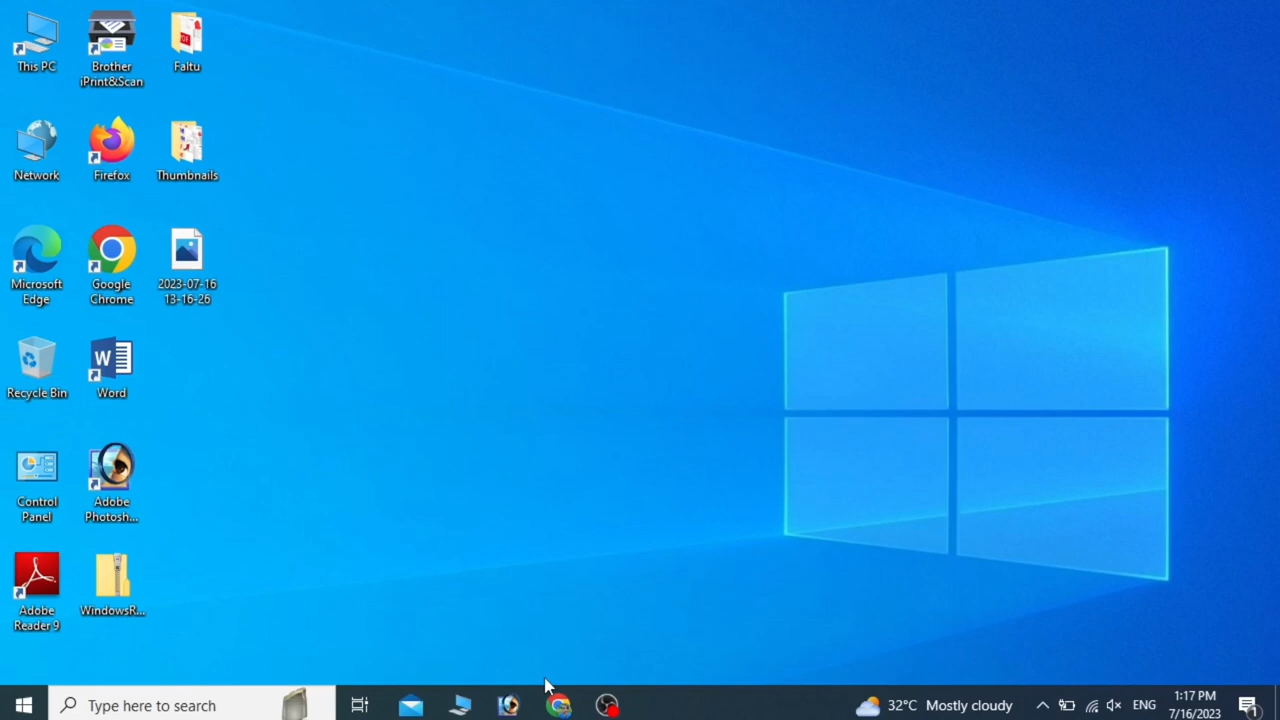 This PC
Brother
iPrint&Scan
Faltu
Network
Firefox
Thumbnails
Microsoft
Edge
Google
Chrome
2023-07-16
13-16-26
Recycle Bin
W
Word
Control
Panel
Adobe
Photosh...
Adobe
Reader 9
WindowsR...
Type here to search
32°C Mostly cloudy
ENG
1:17 PM
7/16/2023
1